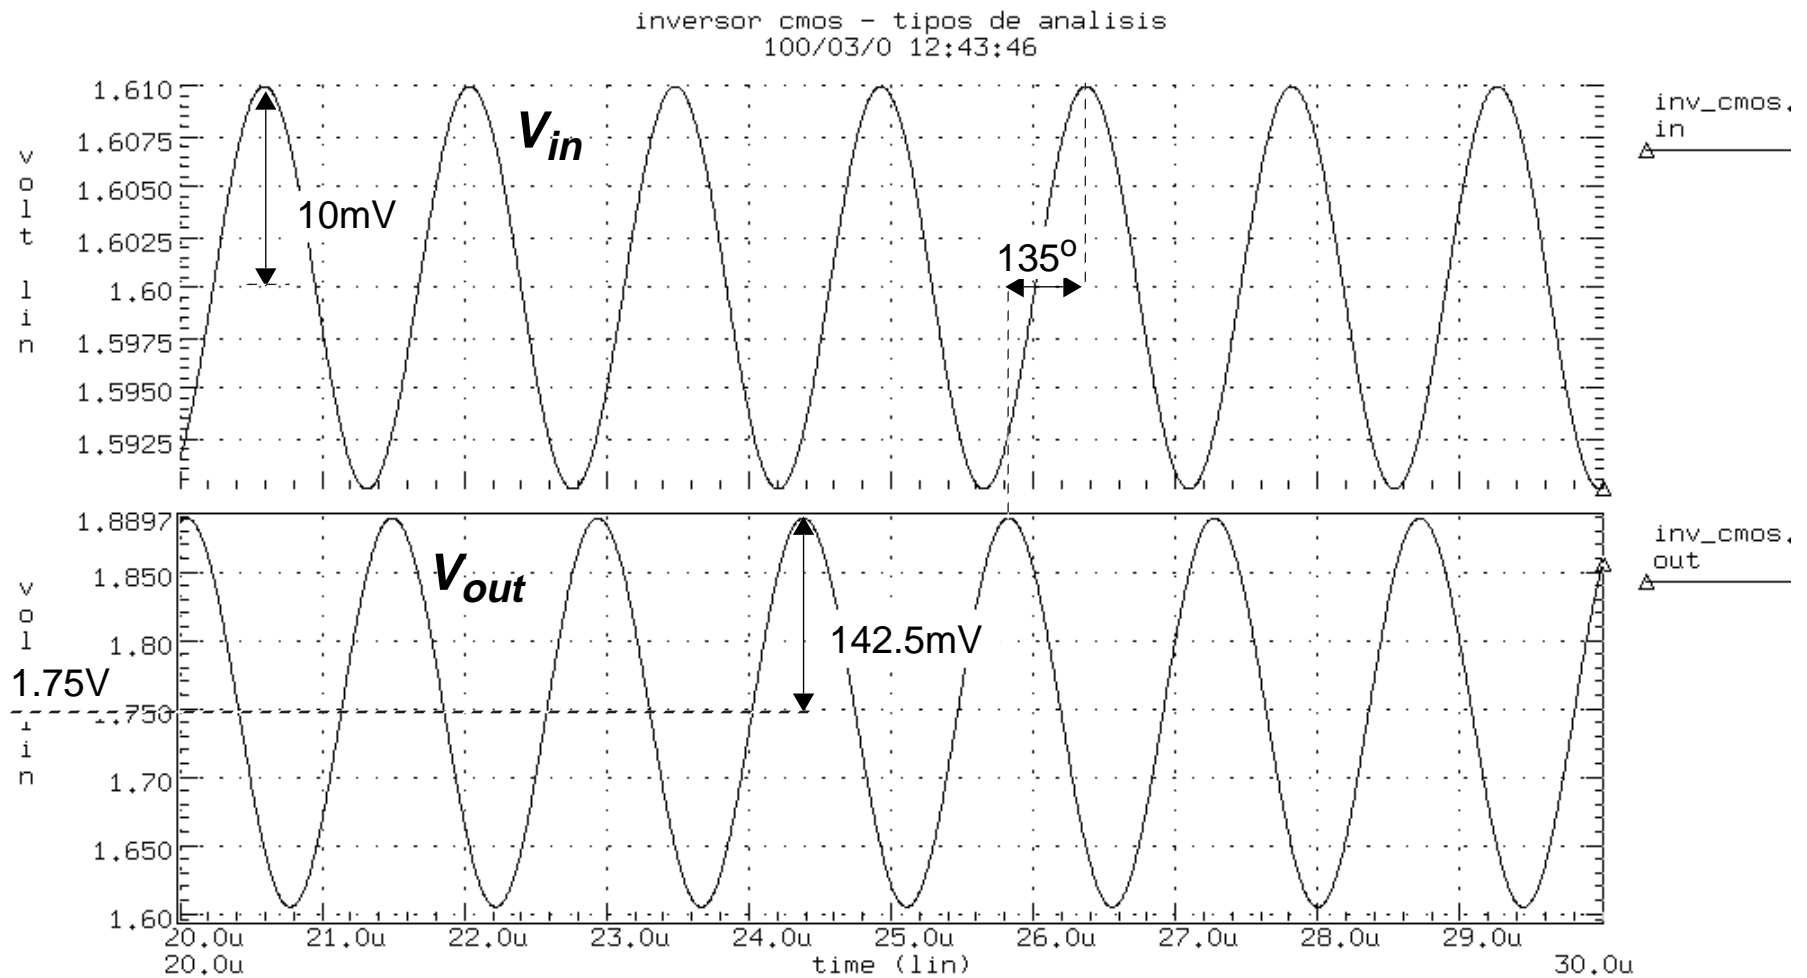 inversor cmos - tipos de analisis
100/03/0 12:43:46
1.610
1.6075
1.6050
1.6025
1.60
1.5975
1.5950
1.5925
volt lin
Vin
10mV
135o
inv_cmos.
in
1.8897
1.850
1.80
1.750
1.70
1.650
1.60
volt lin
1.75V
Vout
142.5mV
inv_cmos.
out
20.0u 21.0u 22.0u 23.0u 24.0u 25.0u 26.0u 27.0u 28.0u 29.0u
20.0u time (lin) 30.0u